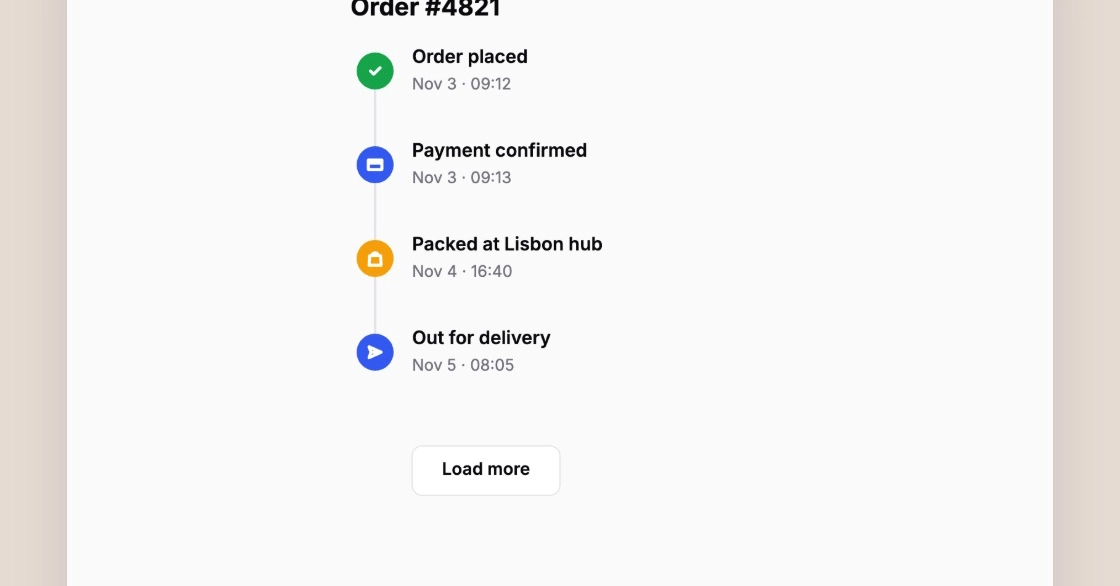 Order #4821
Order placed
Nov 3 · 09:12
Payment confirmed
Nov 3 · 09:13
Packed at Lisbon hub
Nov 4 · 16:40
Out for delivery
Nov 5 · 08:05
Load more